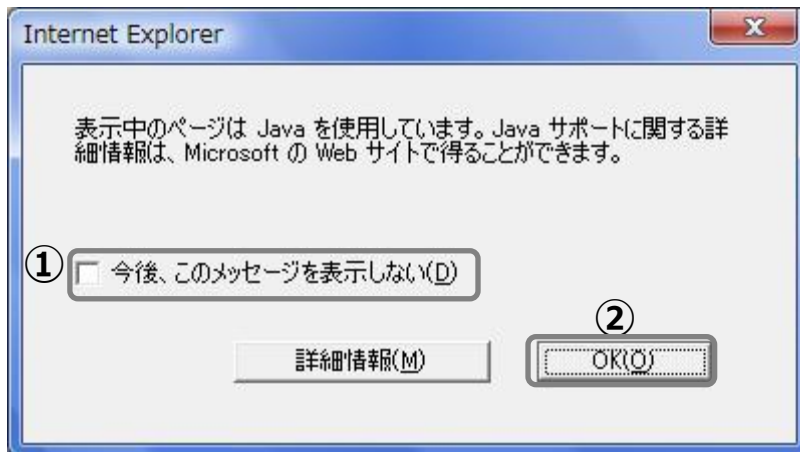 Internet Explorer
表示中のページは Java を使用しています。Java サポートに関する詳
細情報は、Microsoft の Web サイトで得ることができます。
① 今後、このメッセージを表示しない(D)
②
詳細情報(M) OK(O)